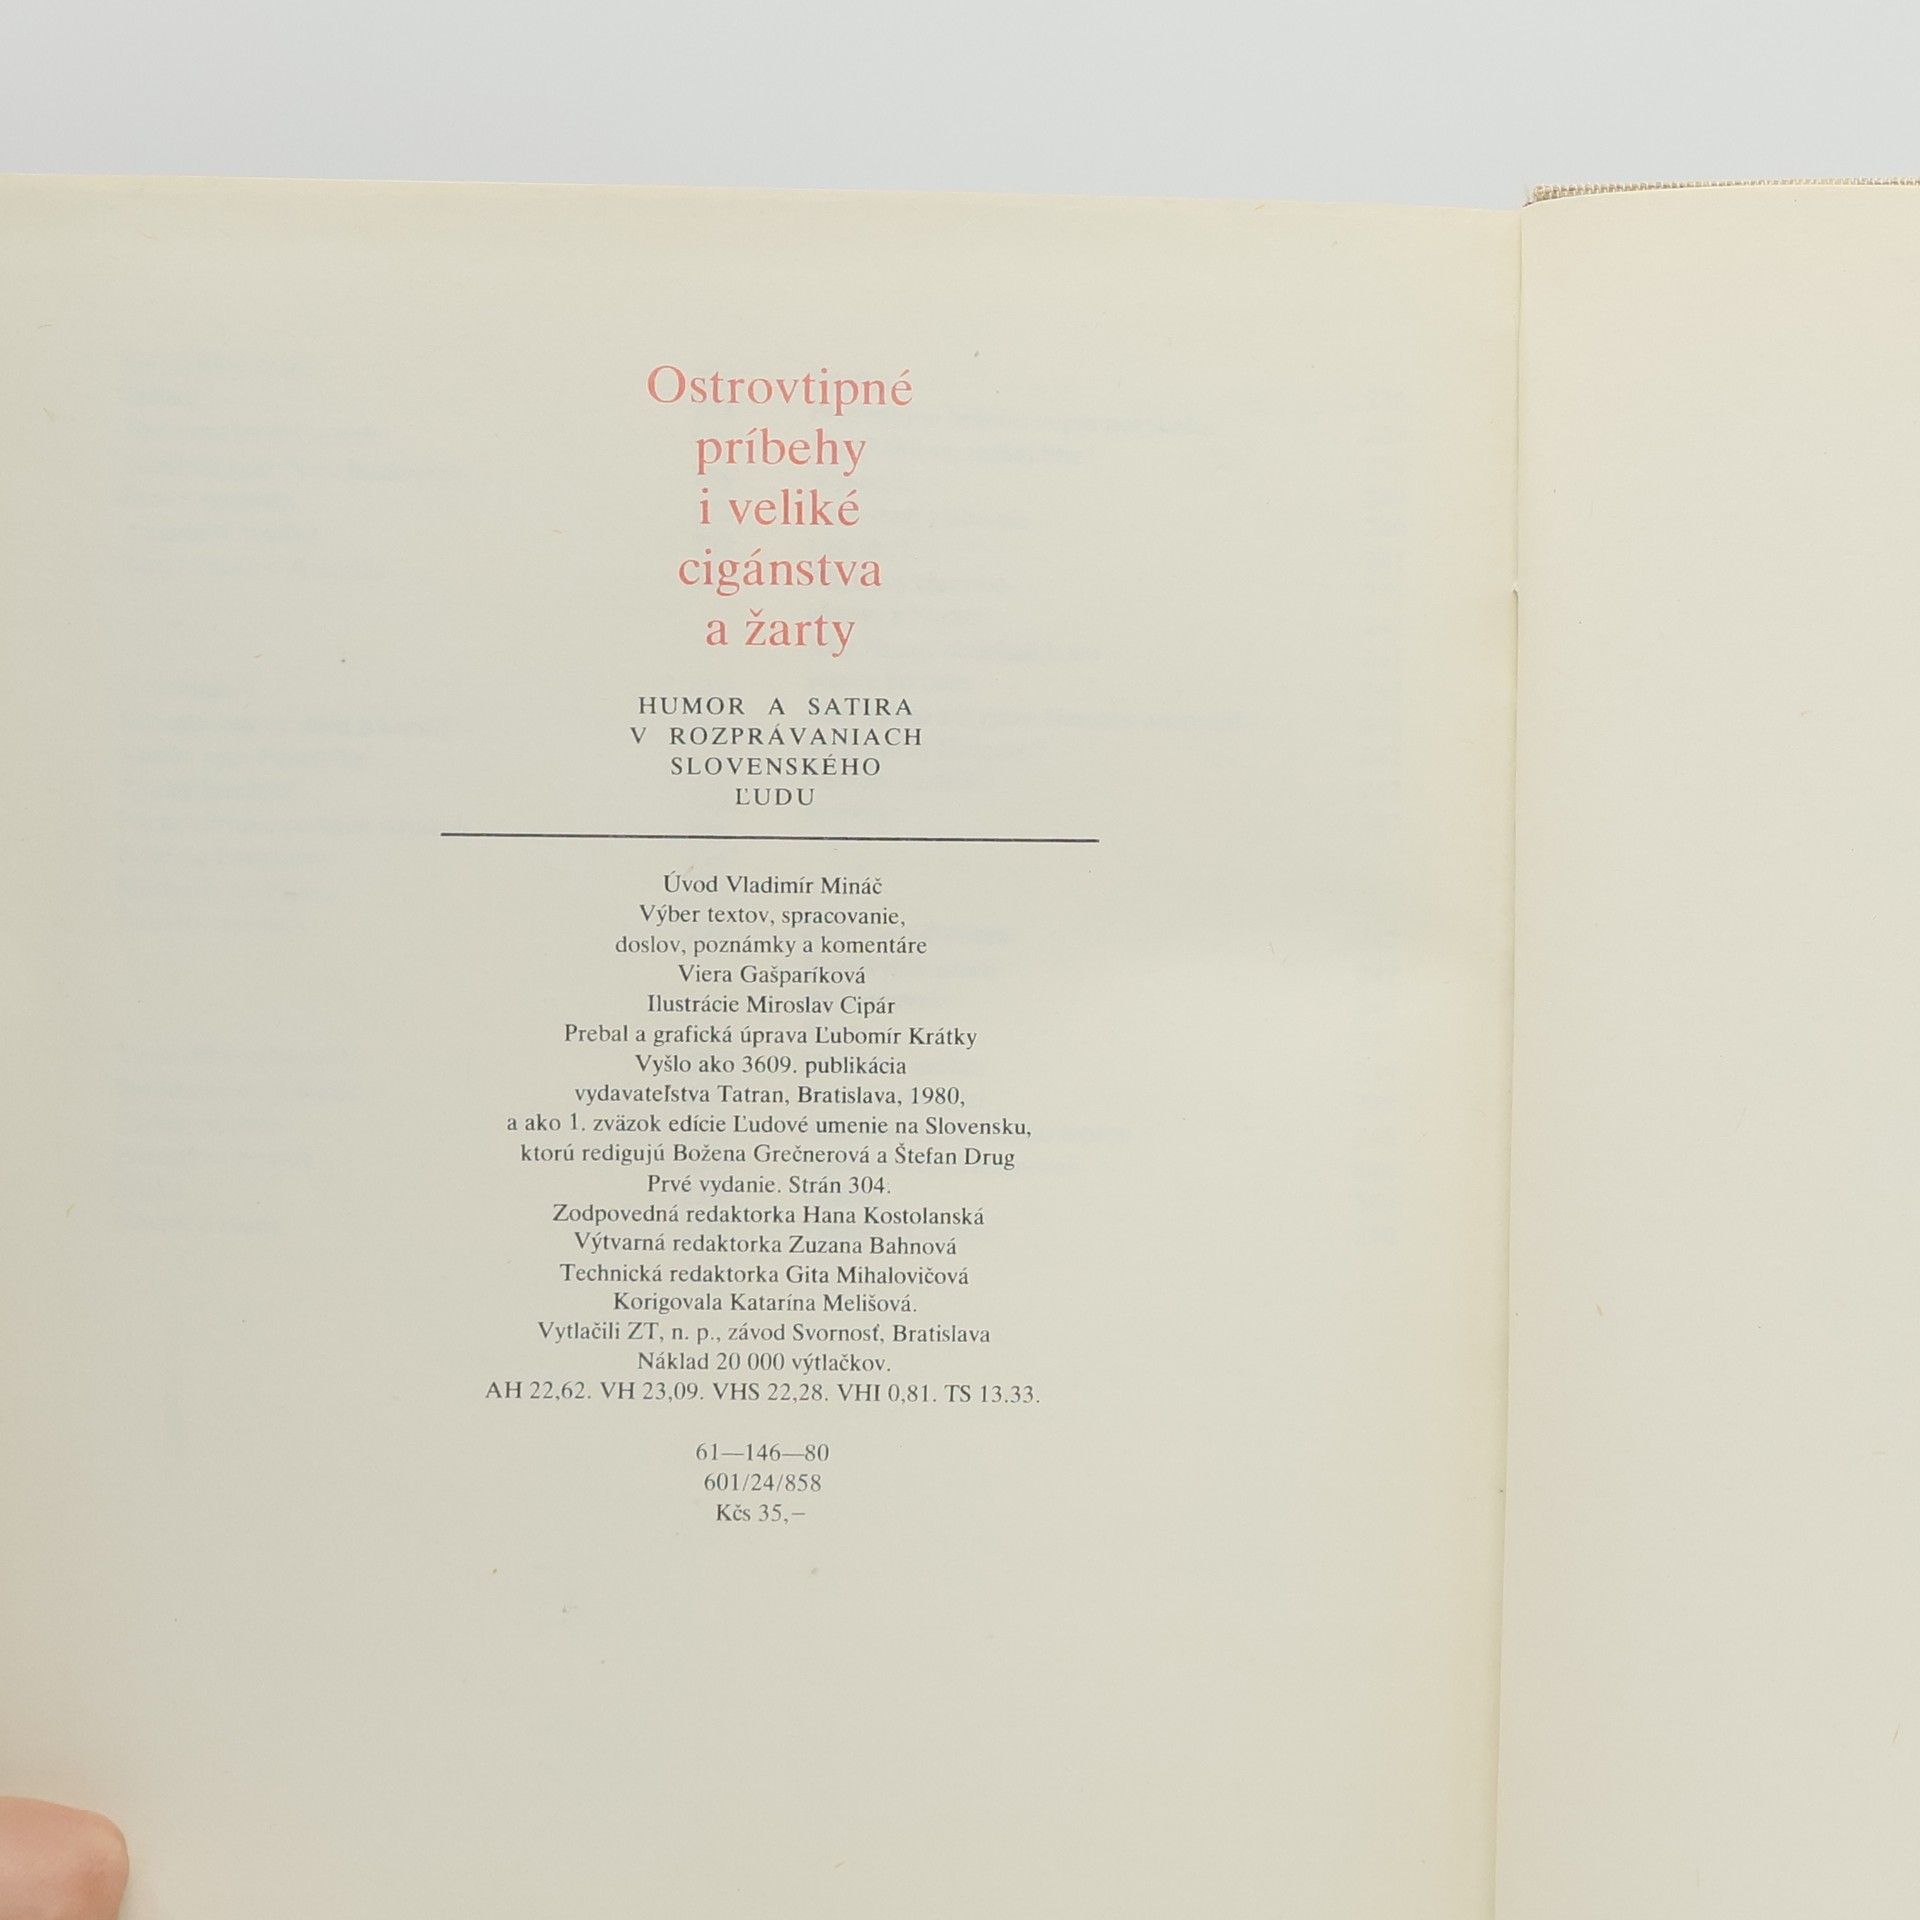 Ostrovtipné
príbehy
i veliké
cigánstva
a žarty
HUMOR A SATIRA
V ROZPRÁVANIACH
SLOVENSKÉHO
ĽUDU
Úvod Vladimír Mináč
Výber textov, spracovanie,
doslov, poznámky a komentáre
Viera Gašparíková
Ilustrácie Miroslav Cipár
Prebal a grafická úprava Ľubomír Krátky
Vyšlo ako 3609. publikácia
vydavateľstva Tatran, Bratislava, 1980,
a ako 1. zväzok edície Ľudové umenie na Slovensku,
ktorú redigujú Božena Grečnerová a Štefan Drug
Prvé vydanie. Strán 304.
Zodpovedná redaktorka Hana Kostolanská
Výtvarná redaktorka Zuzana Bahnová
Technická redaktorka Gita Mihalovičová
Korigovala Katarína Melišová.
Vytlačili ZT, n. p., závod Svornosť, Bratislava
Náklad 20 000 výtlačkov.
AH 22,62. VH 23,09. VHS 22,28. VHI 0,81. TS 13.33.
61—146—80
601/24/858
Kčs 35,–